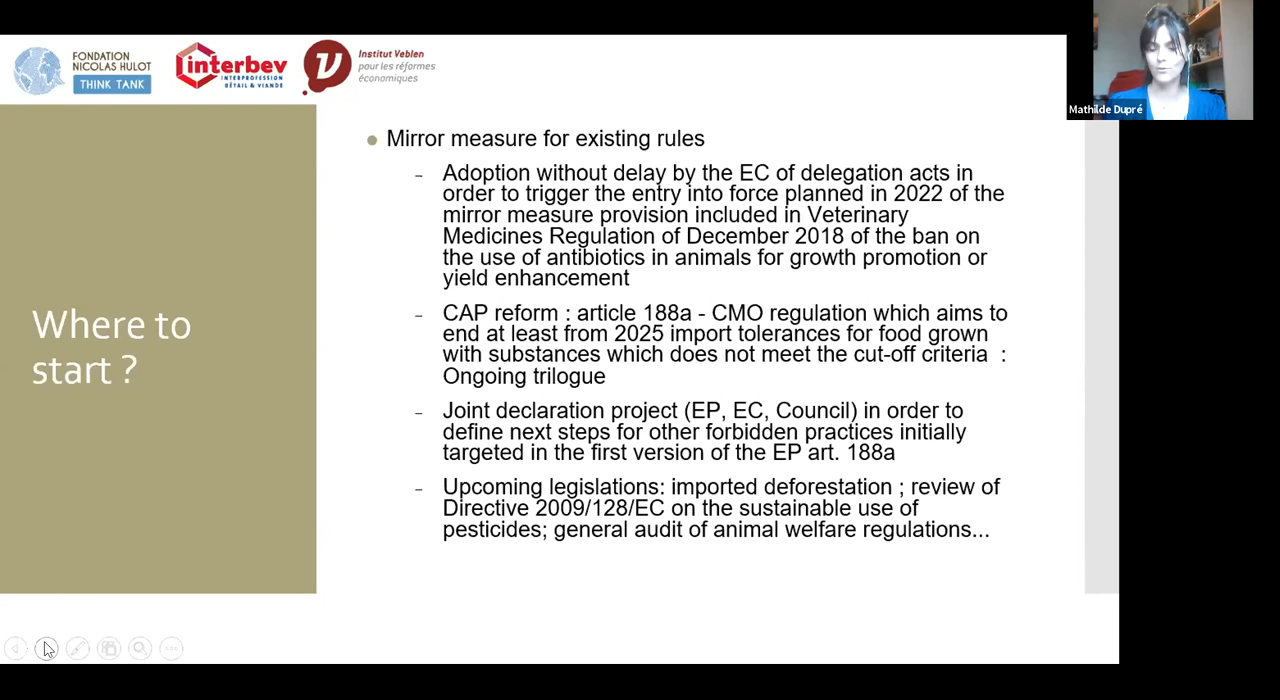 FONDATION
NICOLAS HULOT
THINK TANK
interbev
INTERPROFESSION
BÉTAIL & VIANDE
Institut Veblen
pour les réformes
économiques
Mathilde Dupré
Where to
start ?
Mirror measure for existing rules
– Adoption without delay by the EC of delegation acts in
order to trigger the entry into force planned in 2022 of the
mirror measure provision included in Veterinary
Medicines Regulation of December 2018 of the ban on
the use of antibiotics in animals for growth promotion or
yield enhancement
– CAP reform : article 188a - CMO regulation which aims to
end at least from 2025 import tolerances for food grown
with substances which does not meet the cut-off criteria :
Ongoing trilogue
– Joint declaration project (EP, EC, Council) in order to
define next steps for other forbidden practices initially
targeted in the first version of the EP art. 188a
– Upcoming legislations: imported deforestation ; review of
Directive 2009/128/EC on the sustainable use of
pesticides; general audit of animal welfare regulations...